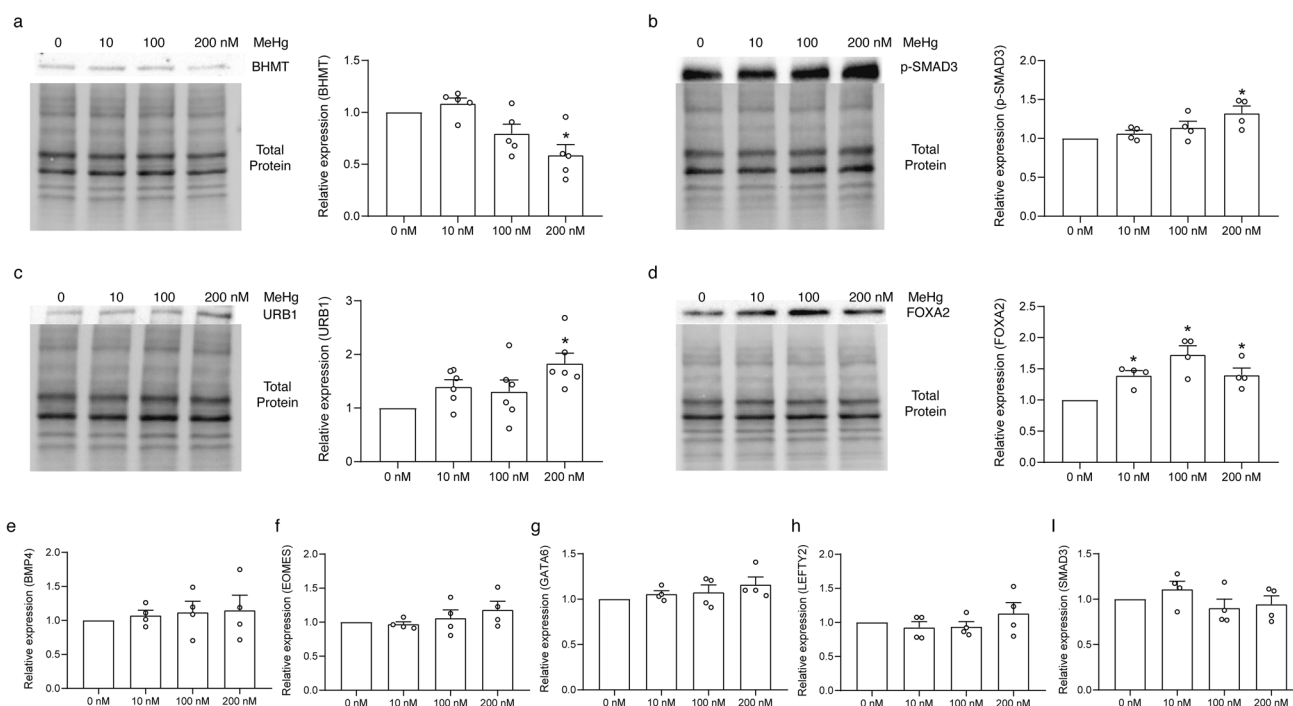 a
0 10 100 200 nM MeHg
BHMT
Total
Protein
Relative expression (BHMT)
1.5
1.0
0.5
0.0
*
0 nM 10 nM 100 nM 200 nM
b
0 10 100 200 nM MeHg
p-SMAD3
Total
Protein
Relative expression (p-SMAD3)
2.0
1.5
1.0
0.5
0.0
*
0 nM 10 nM 100 nM 200 nM
c
0 10 100 200 nM MeHg
URB1
Total
Protein
Relative expression (URB1)
3
2
1
0
*
0 nM 10 nM 100 nM 200 nM
d
0 10 100 200 nM MeHg
FOXA2
Total
Protein
Relative expression (FOXA2)
2.5
2.0
1.5
1.0
0.5
0.0
* * *
0 nM 10 nM 100 nM 200 nM
e
Relative expression (BMP4)
2.0
1.5
1.0
0.5
0.0
0 nM 10 nM 100 nM 200 nM
f
Relative expression (EOMES)
2.0
1.5
1.0
0.5
0.0
0 nM 10 nM 100 nM 200 nM
g
Relative expression (GATA6)
1.5
1.0
0.5
0.0
0 nM 10 nM 100 nM 200 nM
h
Relative expression (LEFTY2)
2.0
1.5
1.0
0.5
0.0
0 nM 10 nM 100 nM 200 nM
I
Relative expression (SMAD3)
1.5
1.0
0.5
0.0
0 nM 10 nM 100 nM 200 nM